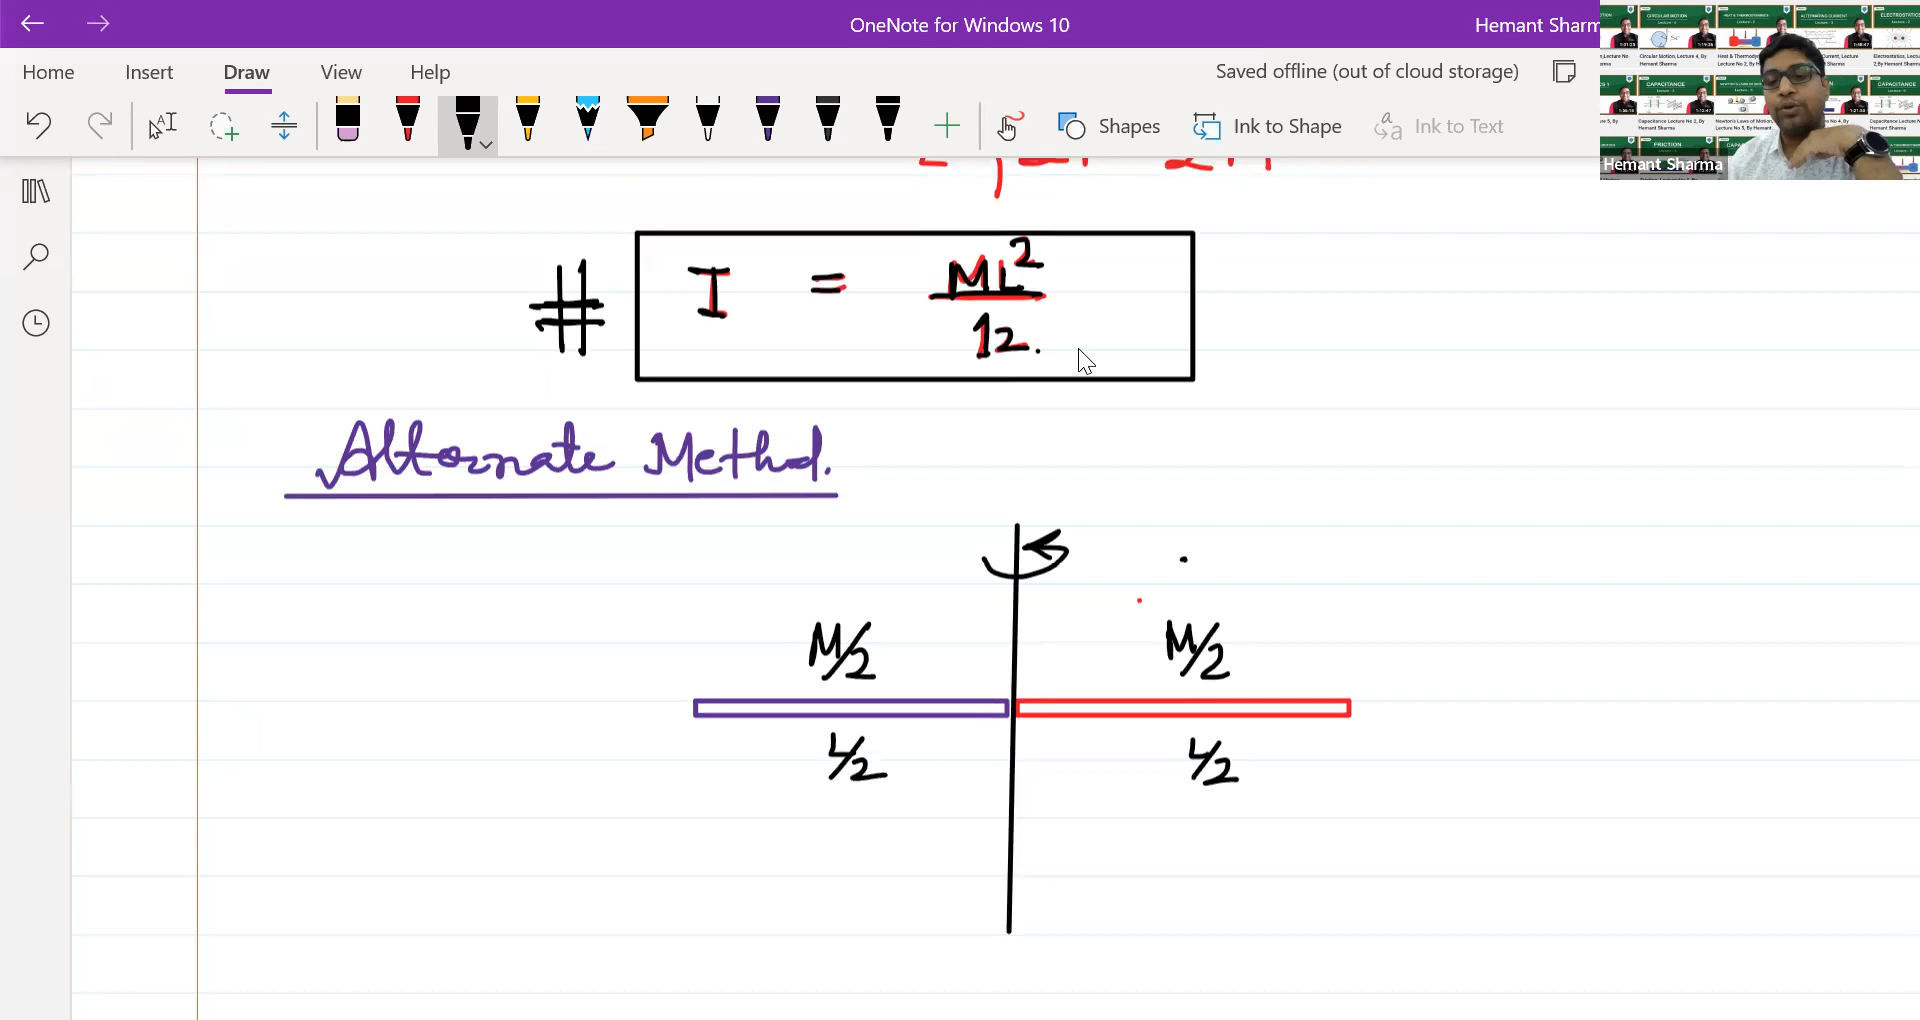 OneNote for Windows 10
Hemant Sharm
Home Insert Draw View Help
Saved offline (out of cloud storage)
Shapes Ink to Shape Ink to Text
Hemant Sharma
# I = ML²/12.
Alternate Method.
M/2 M/2
L/2 L/2